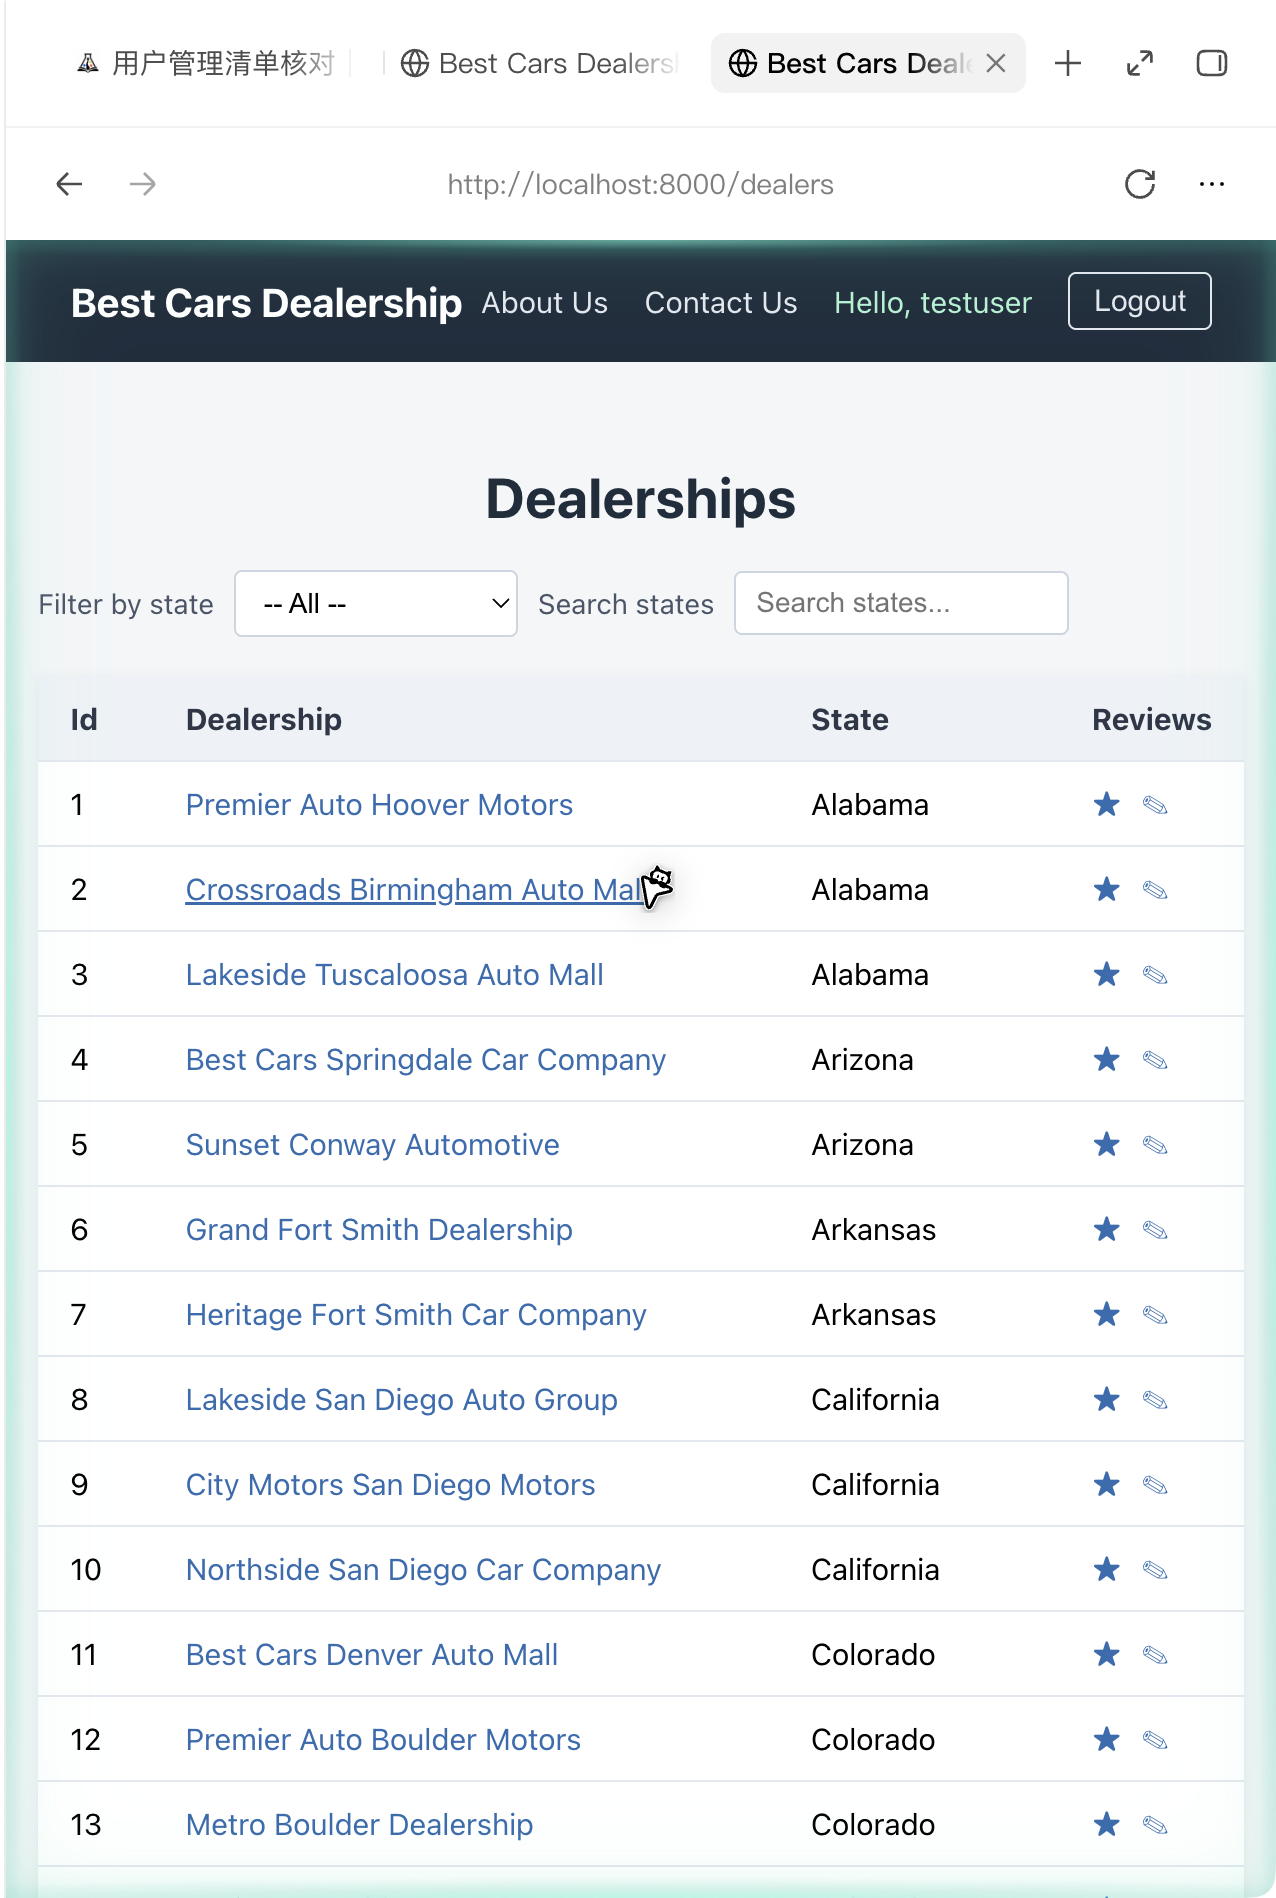 用户管理清单核对
Best Cars Dealers
Best Cars Deal
http://localhost:8000/dealers
Best Cars Dealership About Us Contact Us Hello, testuser Logout
Dealerships
Filter by state -- All -- Search states Search states...
Id Dealership State Reviews
1 Premier Auto Hoover Motors Alabama ★ ✎
2 Crossroads Birmingham Auto Mall Alabama ★ ✎
3 Lakeside Tuscaloosa Auto Mall Alabama ★ ✎
4 Best Cars Springdale Car Company Arizona ★ ✎
5 Sunset Conway Automotive Arizona ★ ✎
6 Grand Fort Smith Dealership Arkansas ★ ✎
7 Heritage Fort Smith Car Company Arkansas ★ ✎
8 Lakeside San Diego Auto Group California ★ ✎
9 City Motors San Diego Motors California ★ ✎
10 Northside San Diego Car Company California ★ ✎
11 Best Cars Denver Auto Mall Colorado ★ ✎
12 Premier Auto Boulder Motors Colorado ★ ✎
13 Metro Boulder Dealership Colorado ★ ✎